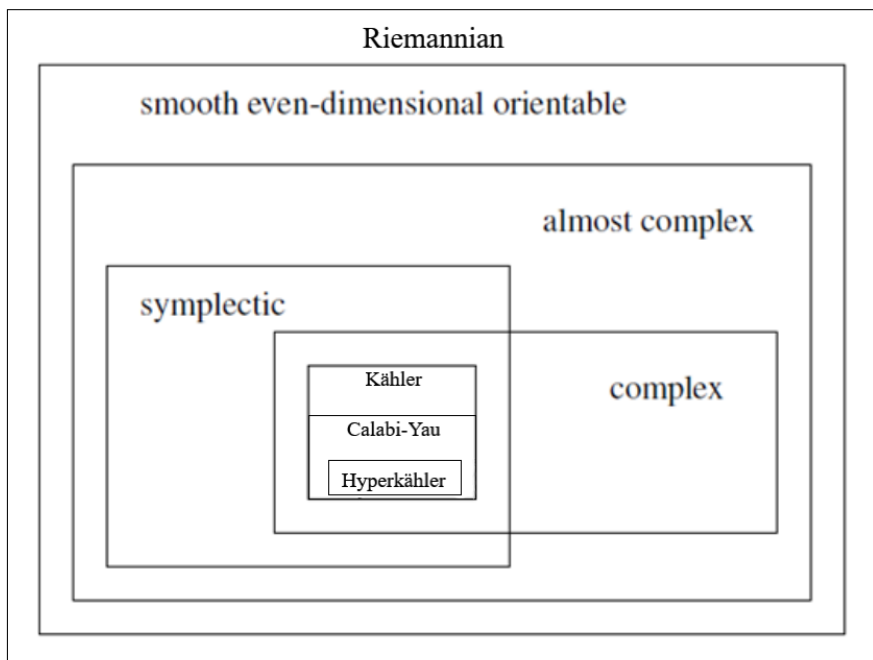 Riemannian
smooth even-dimensional orientable
almost complex
symplectic
Kähler
complex
Calabi-Yau
Hyperkähler